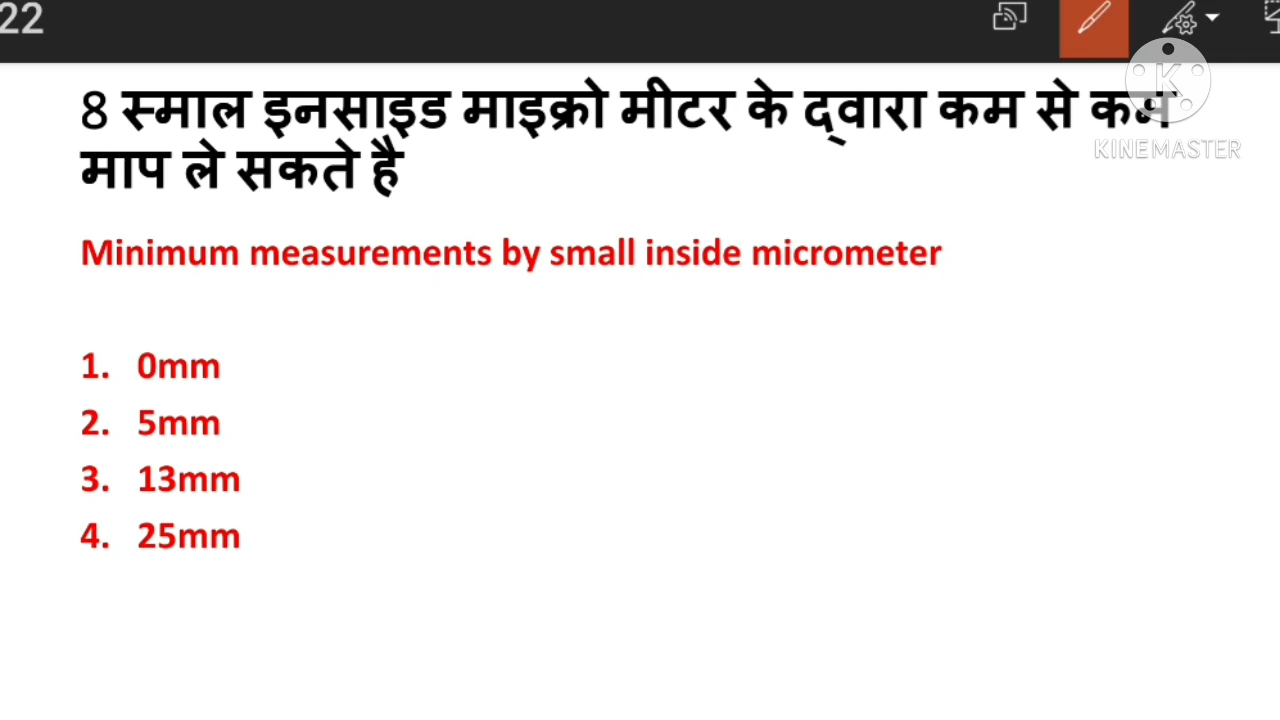 22
8 स्माल इनसाइड माइक्रो मीटर के द्वारा कम से कम
माप ले सकते है
Minimum measurements by small inside micrometer
1. 0mm
2. 5mm
3. 13mm
4. 25mm
K
KINEMASTER